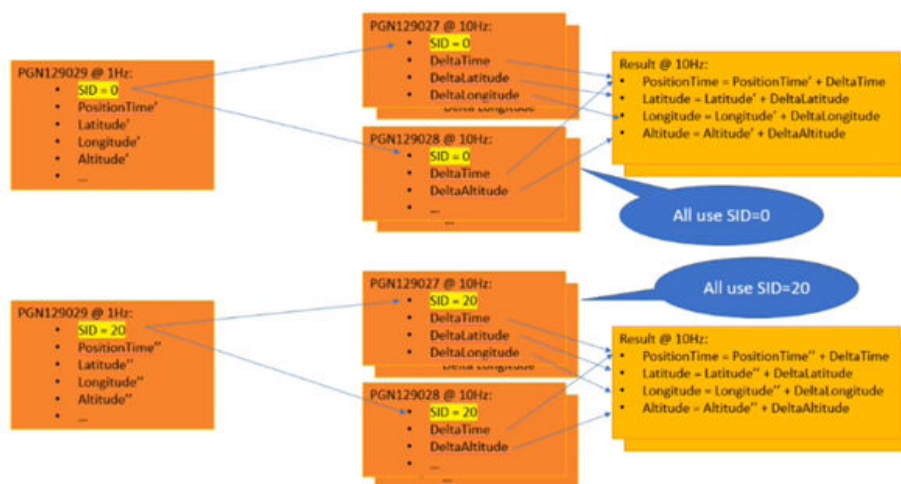 PGN129029 @ 1Hz:
• SID = 0
• PositionTime'
• Latitude'
• Longitude'
• Altitude'
• ...
PGN129027 @ 10Hz:
• SID = 0
• DeltaTime
• DeltaLatitude
• DeltaLongitude
Delta Longitude
PGN129028 @ 10Hz:
• SID = 0
• DeltaTime
• DeltaAltitude
• ...
...
Result @ 10Hz:
• PositionTime = PositionTime' + DeltaTime
• Latitude = Latitude' + DeltaLatitude
• Longitude = Longitude' + DeltaLongitude
• Altitude = Altitude' + DeltaAltitude
All use SID=0
PGN129029 @ 1Hz:
• SID = 20
• PositionTime''
• Latitude''
• Longitude''
• Altitude''
• ...
PGN129027 @ 10Hz:
• SID = 20
• DeltaTime
• DeltaLatitude
• DeltaLongitude
Delta Longitude
PGN129028 @ 10Hz:
• SID = 20
• DeltaTime
• DeltaAltitude
• ...
...
All use SID=20
Result @ 10Hz:
• PositionTime = PositionTime'' + DeltaTime
• Latitude = Latitude'' + DeltaLatitude
• Longitude = Longitude'' + DeltaLongitude
• Altitude = Altitude'' + DeltaAltitude